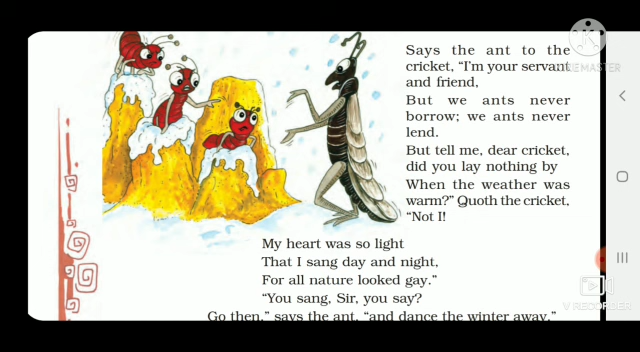 Says the ant to the
cricket, “I'm your servant
and friend,
But we ants never
borrow; we ants never
lend.
But tell me, dear cricket,
did you lay nothing by
When the weather was
warm?” Quoth the cricket,
“Not I!
My heart was so light
That I sang day and night,
For all nature looked gay.”
“You sang, Sir, you say?
Go then,” says the ant, “and dance the winter away.”
V RECORDER